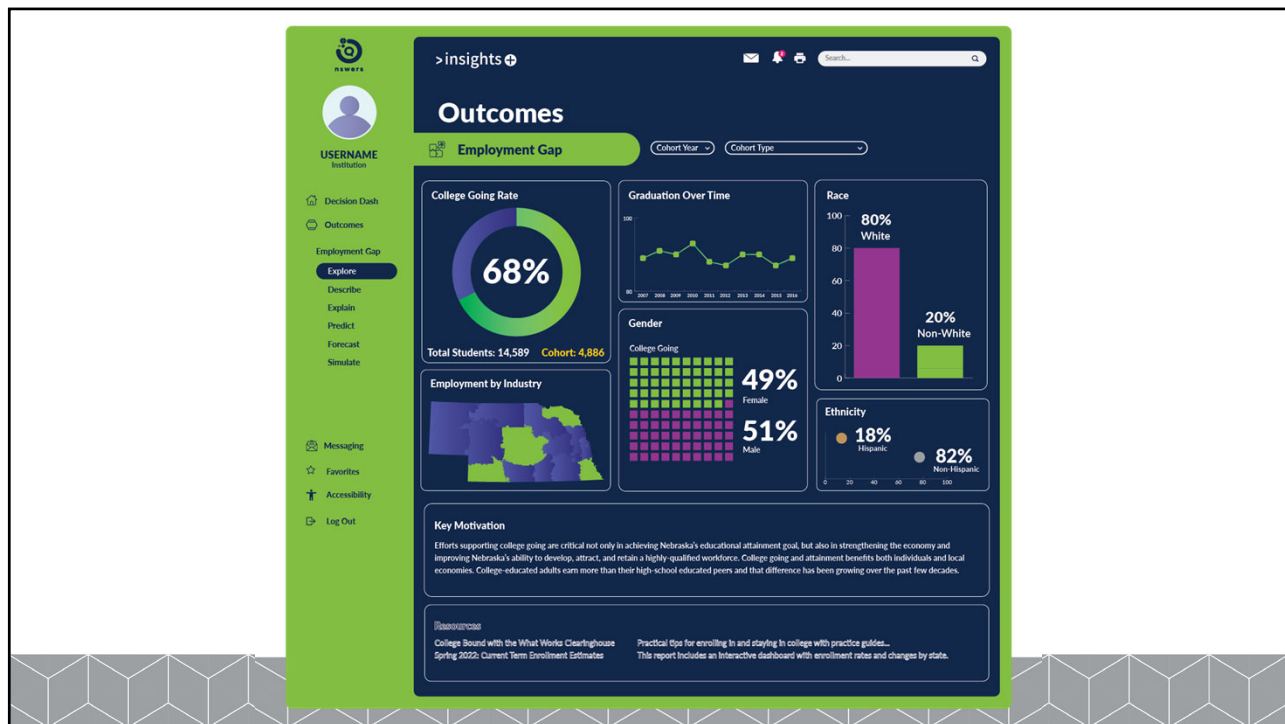 nswers
USERNAME
Institution
Decision Dash
Outcomes
Employment Gap
Explore
Describe
Explain
Predict
Forecast
Simulate
Messaging
Favorites
Accessibility
Log Out
>insights+
Search...
Outcomes
Employment Gap
Cohort Year
Cohort Type
College Going Rate
68%
Total Students: 14,589 Cohort: 4,886
Graduation Over Time
100
80
2007 2008 2009 2010 2011 2012 2013 2014 2015 2016
Race
100
80
60
40
20
0
80%
White
20%
Non-White
Employment by Industry
Gender
College Going
49%
Female
51%
Male
Ethnicity
18%
Hispanic
82%
Non-Hispanic
0 20 40 60 80 100
Key Motivation
Efforts supporting college going are critical not only in achieving Nebraska's educational attainment goal, but also in strengthening the economy and
improving Nebraska's ability to develop, attract, and retain a highly-qualified workforce. College going and attainment benefits both individuals and local
economies. College-educated adults earn more than their high-school educated peers and that difference has been growing over the past few decades.
Resources
College Bound with the What Works Clearinghouse Practical tips for enrolling in and staying in college with practice guides...
Spring 2022: Current Term Enrollment Estimates This report includes an interactive dashboard with enrollment rates and changes by state.